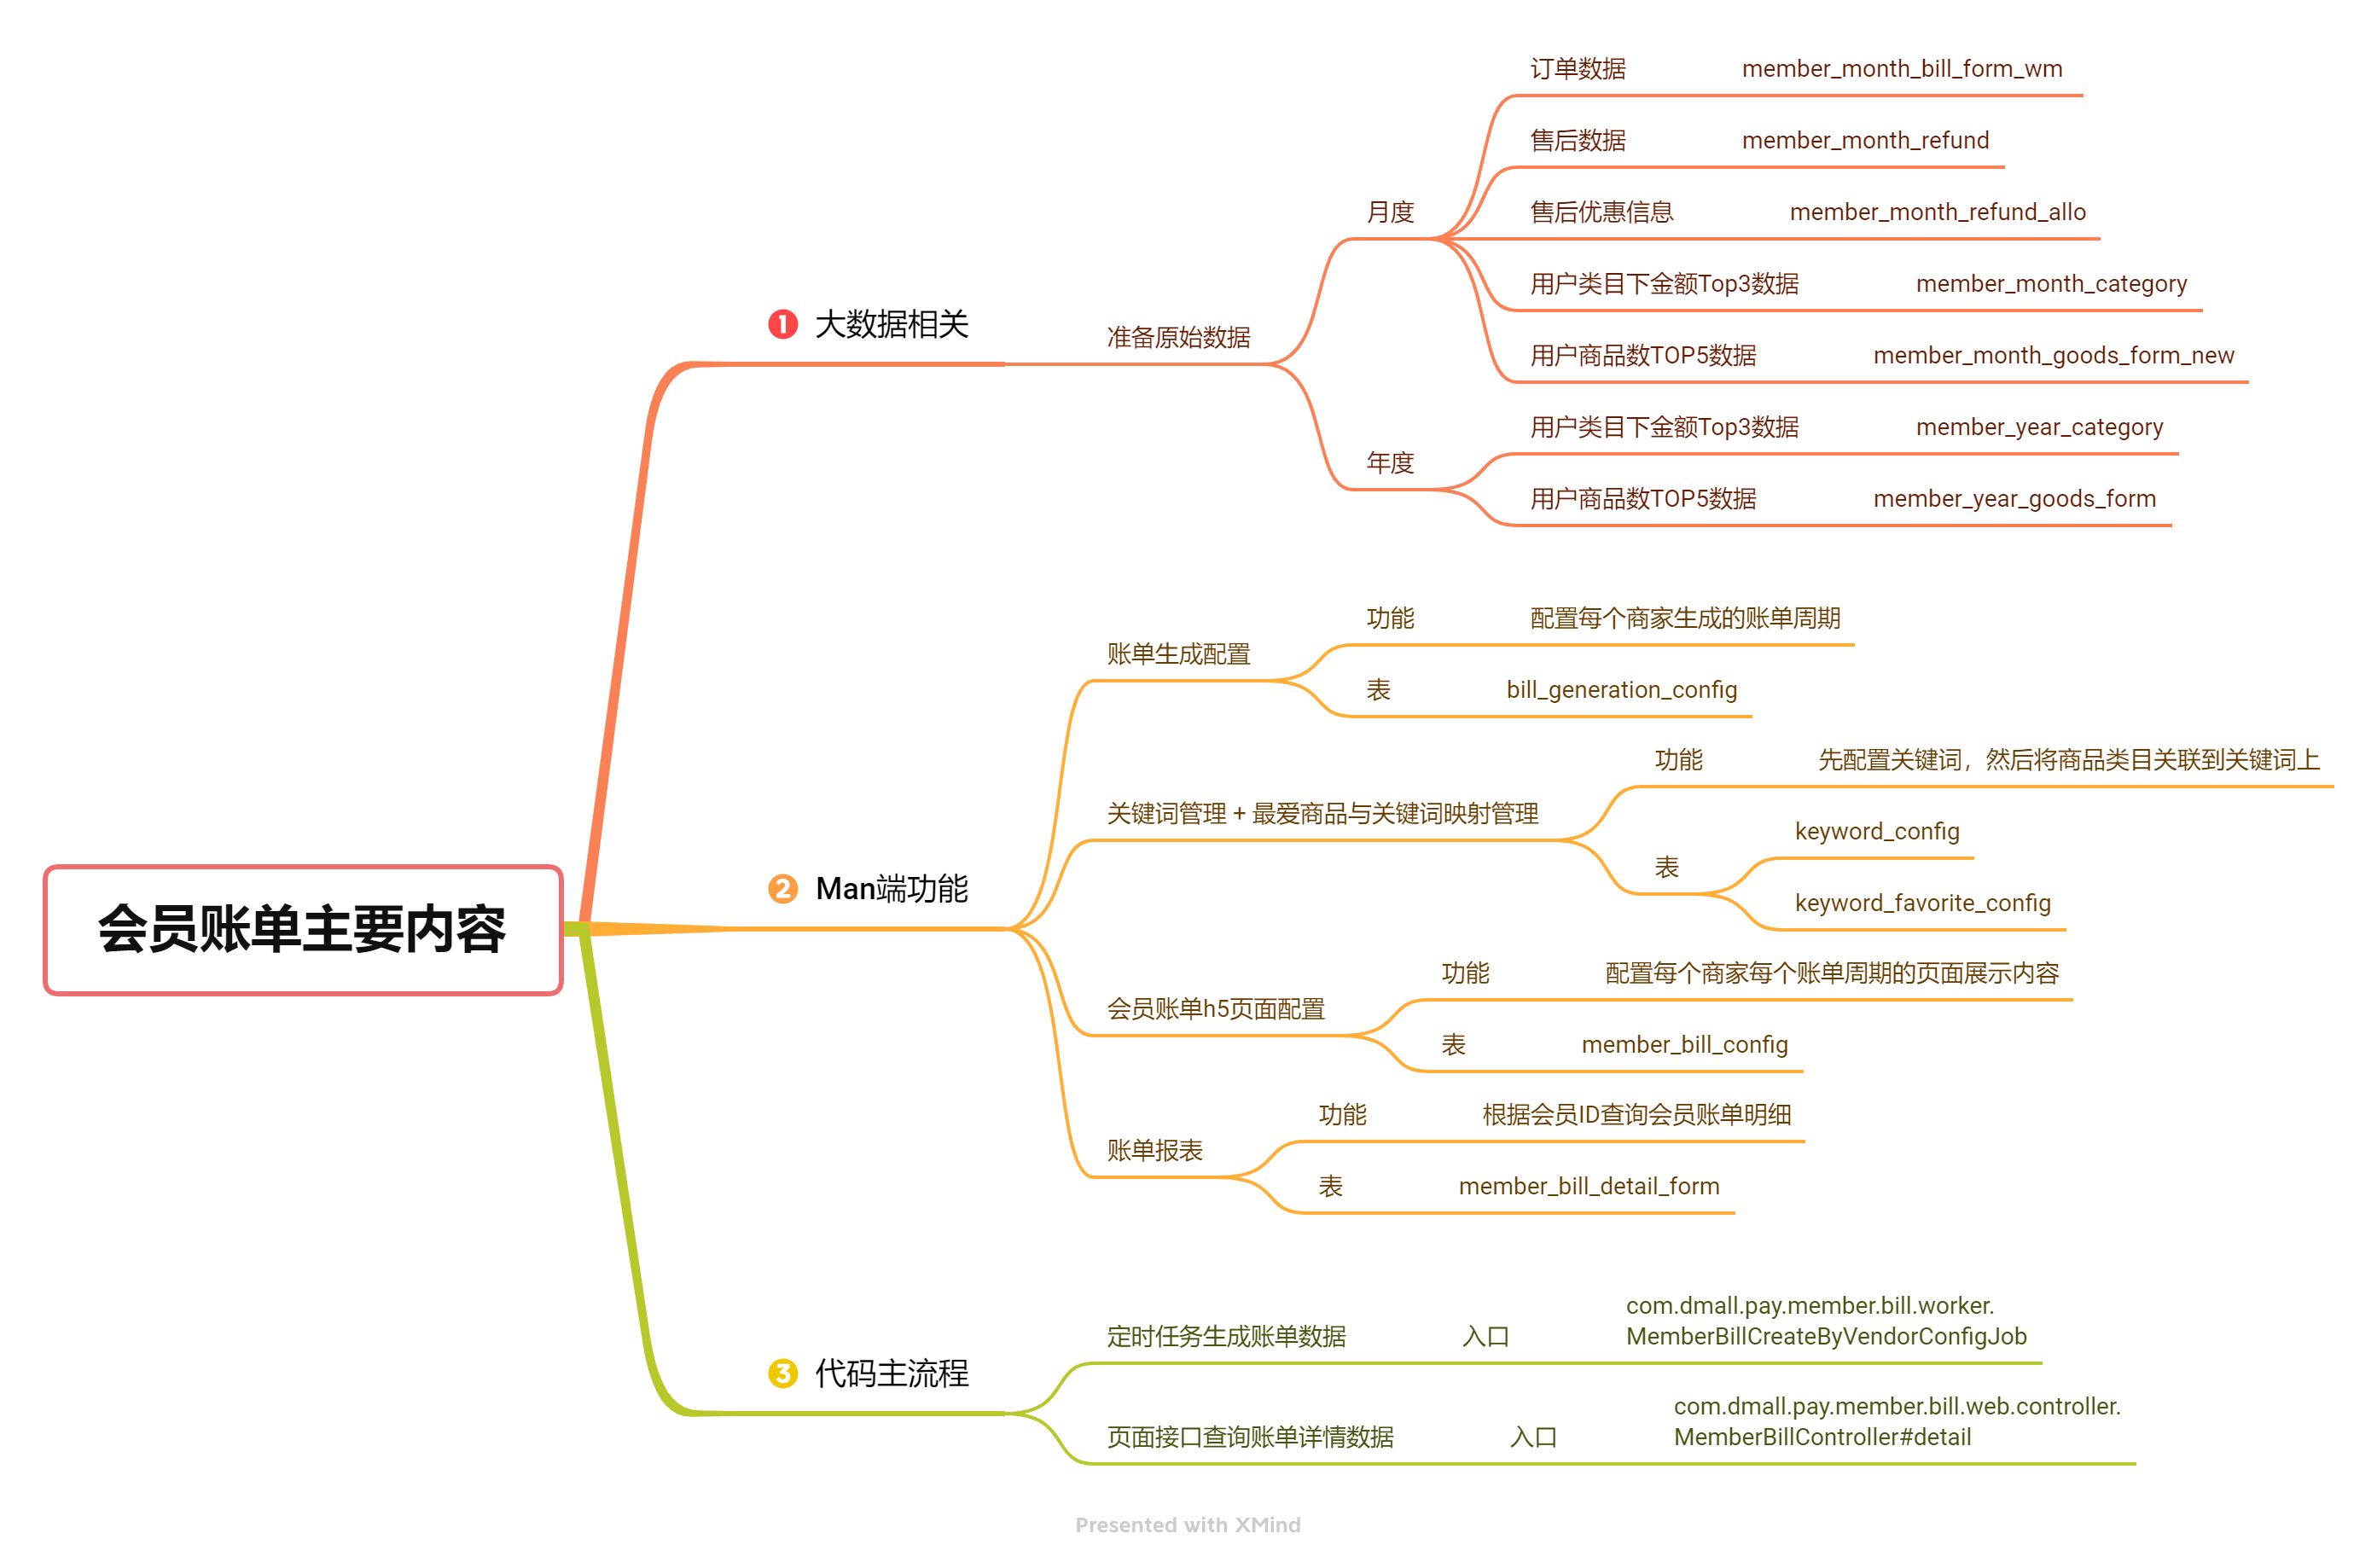 会员账单主要内容
1 大数据相关
准备原始数据
月度
订单数据 member_month_bill_form_wm
售后数据 member_month_refund
售后优惠信息 member_month_refund_allo
用户类目下金额Top3数据 member_month_category
用户商品数TOP5数据 member_month_goods_form_new
年度
用户类目下金额Top3数据 member_year_category
用户商品数TOP5数据 member_year_goods_form
2 Man端功能
账单生成配置
功能 配置每个商家生成的账单周期
表 bill_generation_config
关键词管理 + 最爱商品与关键词映射管理
功能 先配置关键词，然后将商品类目关联到关键词上
表
keyword_config
keyword_favorite_config
会员账单h5页面配置
功能 配置每个商家每个账单周期的页面展示内容
表 member_bill_config
账单报表
功能 根据会员ID查询会员账单明细
表 member_bill_detail_form
3 代码主流程
定时任务生成账单数据 入口
com.dmall.pay.member.bill.worker.
MemberBillCreateByVendorConfigJob
页面接口查询账单详情数据 入口
com.dmall.pay.member.bill.web.controller.
MemberBillController#detail
Presented with XMind